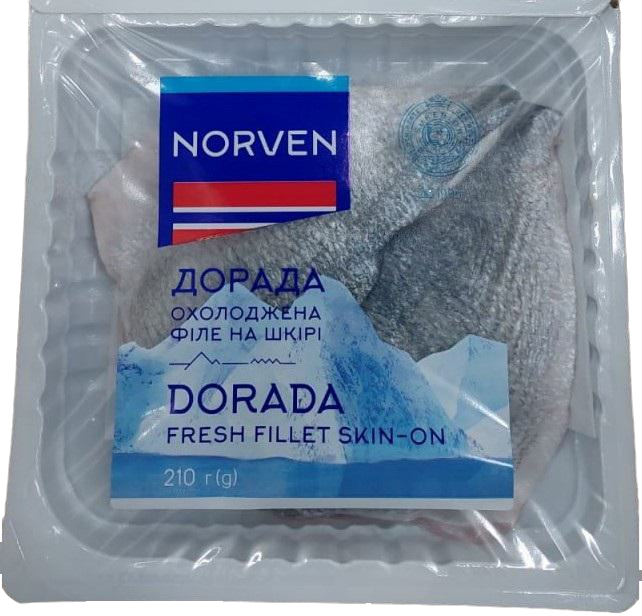 NORVEN
ДОРАДА
ОХОЛОДЖЕНА
ФІЛЕ НА ШКІРІ
DORADA
FRESH FILLET SKIN-ON
210 г(g)